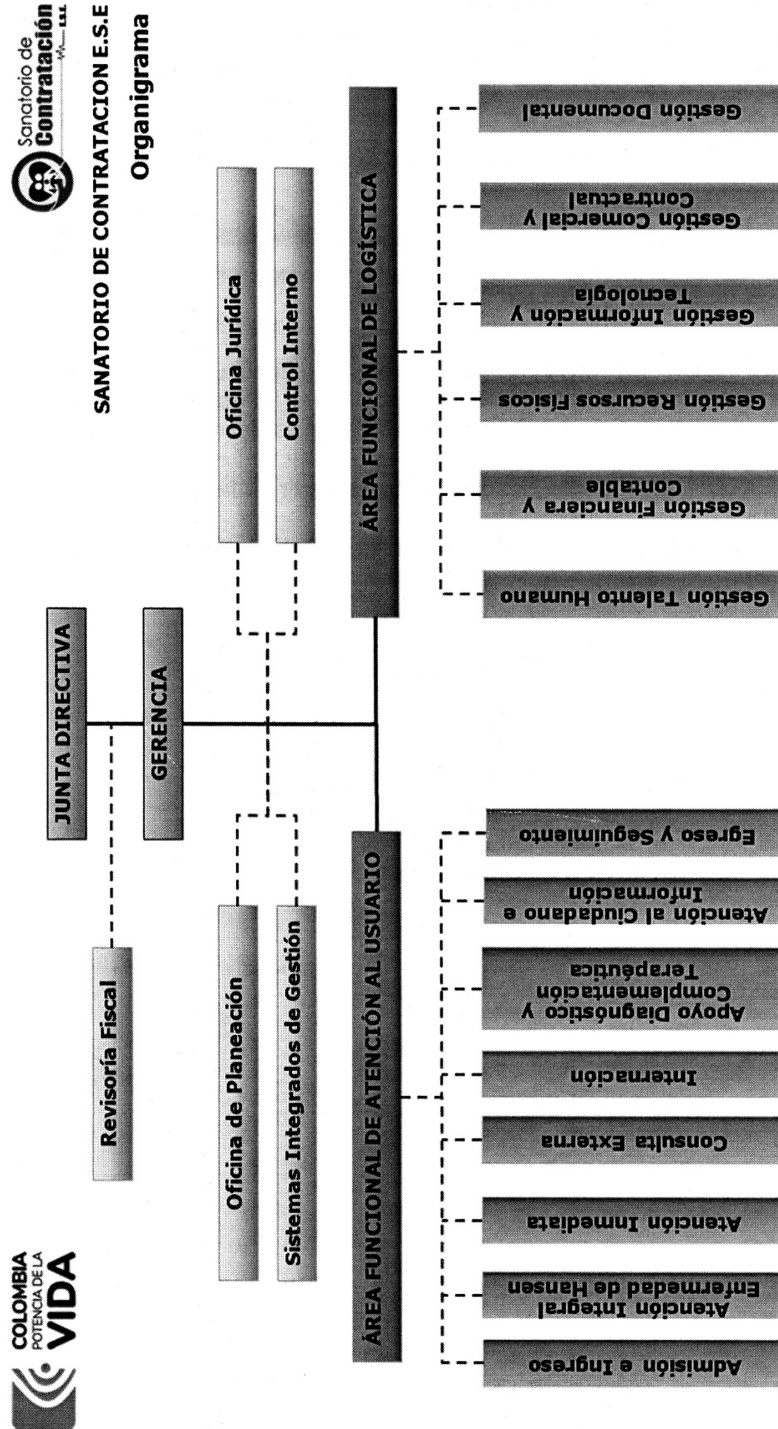 COLOMBIA
POTENCIA DE LA
VIDA
Sanatorio de
Contratación
E.S.E.
SANATORIO DE CONTRATACION E.S.E
Organigrama
JUNTA DIRECTIVA
Revisoría Fiscal
GERENCIA
Oficina de Planeación
Oficina Jurídica
Sistemas Integrados de Gestión
Control Interno
ÁREA FUNCIONAL DE ATENCIÓN AL USUARIO
ÁREA FUNCIONAL DE LOGÍSTICA
Admisión e Ingreso
Atención Integral
Enfermedad de Hansen
Atención Inmediata
Consulta Externa
Internación
Apoyo Diagnóstico y
Complementación
Terapéutica
Atención al Ciudadano e
Información
Egreso y Seguimiento
Gestión Talento Humano
Gestión Financiera y
Contable
Gestión Recursos Físicos
Gestión Información y
Tecnología
Gestión Comercial y
Contractual
Gestión Documental